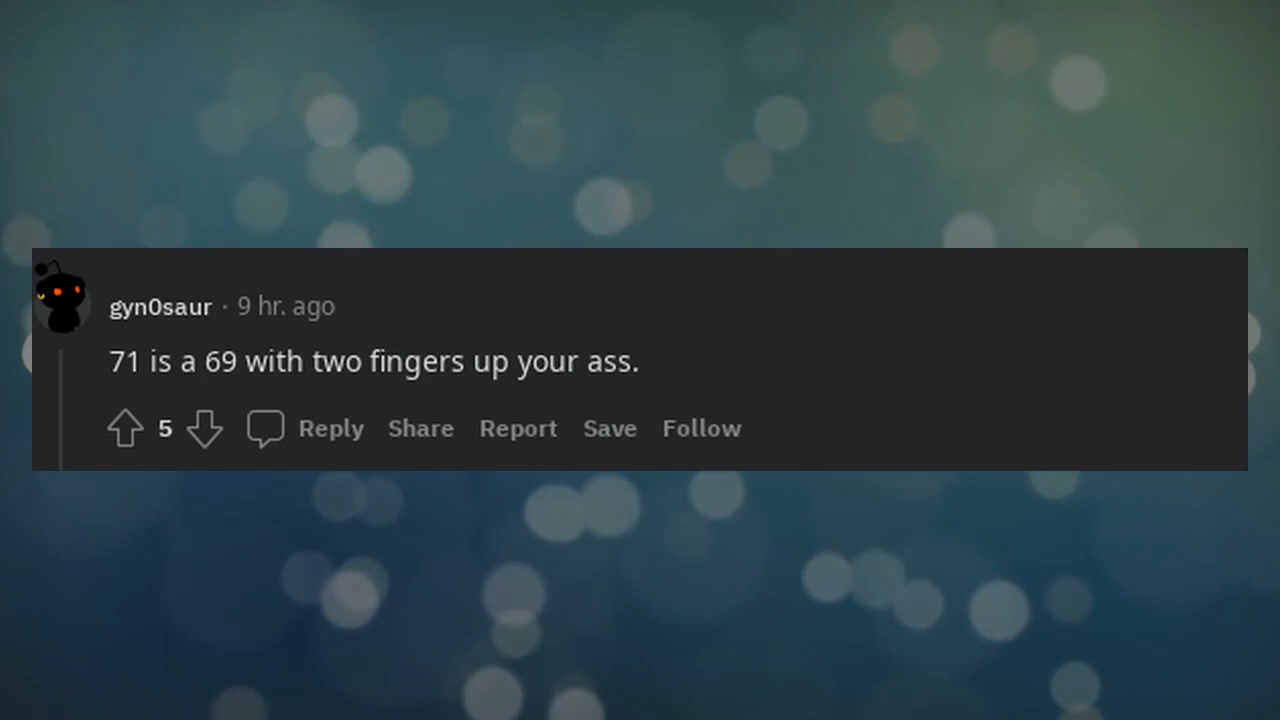 gyn0saur · 9 hr. ago
71 is a 69 with two fingers up your ass.
5 Reply Share Report Save Follow